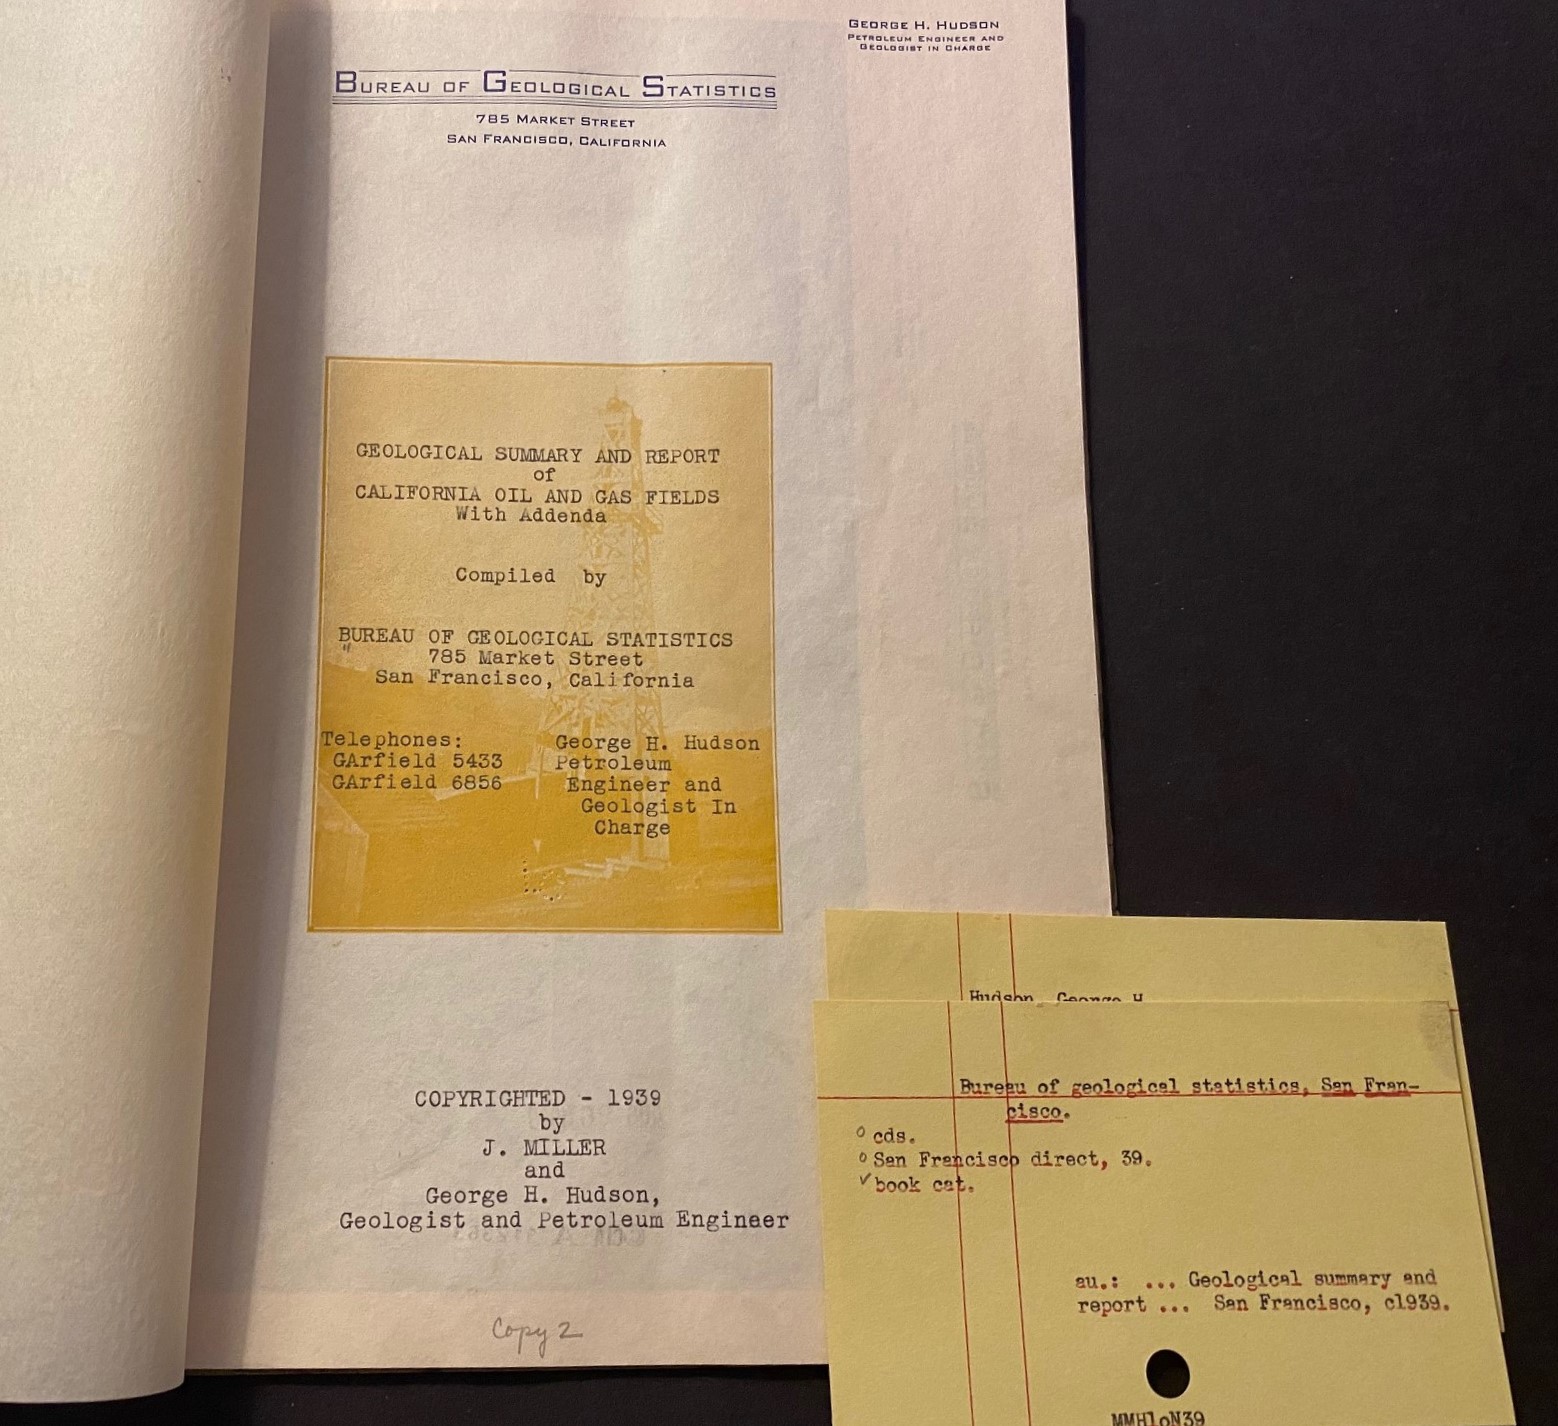 GEORGE H. HUDSON
PETROLEUM ENGINEER AND
GEOLOGIST IN CHARGE
BUREAU OF GEOLOGICAL STATISTICS
785 MARKET STREET
SAN FRANCISCO, CALIFORNIA
GEOLOGICAL SUMMARY AND REPORT
of
CALIFORNIA OIL AND GAS FIELDS
With Addenda
Compiled by
BUREAU OF GEOLOGICAL STATISTICS
785 Market Street
San Francisco, California
Telephones:
GArfield 5433
GArfield 6856
George H. Hudson
Petroleum
Engineer and
Geologist In
Charge
COPYRIGHTED - 1939
by
J. MILLER
and
George H. Hudson,
Geologist and Petroleum Engineer
Copy 2
Hudson, George H
Bureau of geological statistics, San Fran-
cisco.
cds.
San Francisco direct, 39.
✓ book cat.
au.: ... Geological summary and
report ... San Francisco, c1939.
MMH1oN39